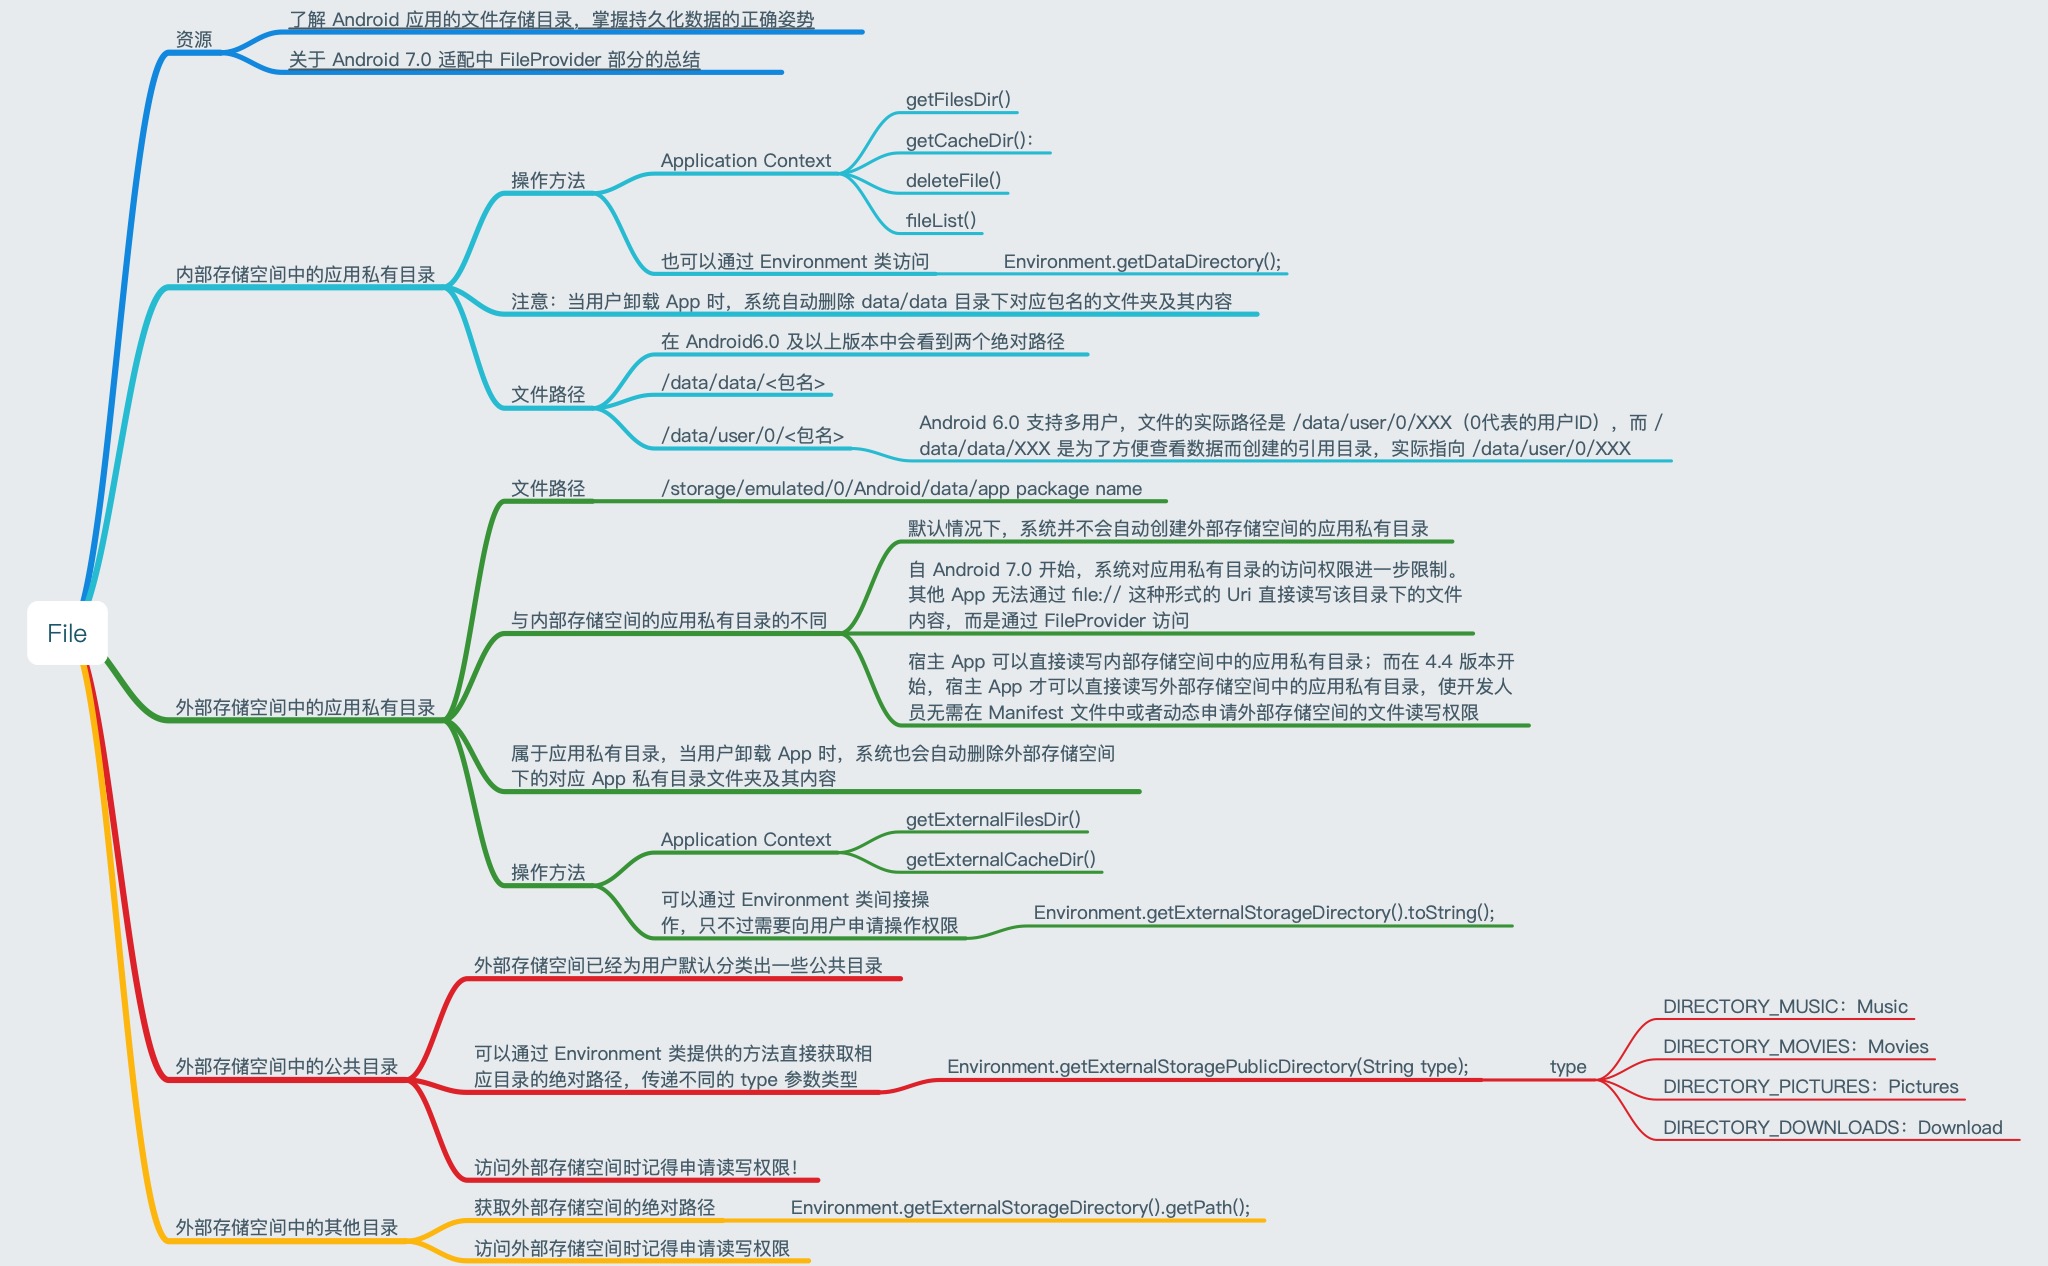 File
资源
了解 Android 应用的文件存储目录，掌握持久化数据的正确姿势
关于 Android 7.0 适配中 FileProvider 部分的总结
内部存储空间中的应用私有目录
操作方法
Application Context
getFilesDir()
getCacheDir()：
deleteFile()
fileList()
也可以通过 Environment 类访问
Environment.getDataDirectory();
注意：当用户卸载 App 时，系统自动删除 data/data 目录下对应包名的文件夹及其内容
文件路径
在 Android6.0 及以上版本中会看到两个绝对路径
/data/data/<包名>
/data/user/0/<包名>
Android 6.0 支持多用户，文件的实际路径是 /data/user/0/XXX（0代表的用户ID），而 /
data/data/XXX 是为了方便查看数据而创建的引用目录，实际指向 /data/user/0/XXX
外部存储空间中的应用私有目录
文件路径
/storage/emulated/0/Android/data/app package name
与内部存储空间的应用私有目录的不同
默认情况下，系统并不会自动创建外部存储空间的应用私有目录
自 Android 7.0 开始，系统对应用私有目录的访问权限进一步限制。
其他 App 无法通过 file:// 这种形式的 Uri 直接读写该目录下的文件
内容，而是通过 FileProvider 访问
宿主 App 可以直接读写内部存储空间中的应用私有目录；而在 4.4 版本开
始，宿主 App 才可以直接读写外部存储空间中的应用私有目录，使开发人
员无需在 Manifest 文件中或者动态申请外部存储空间的文件读写权限
属于应用私有目录，当用户卸载 App 时，系统也会自动删除外部存储空间
下的对应 App 私有目录文件夹及其内容
操作方法
Application Context
getExternalFilesDir()
getExternalCacheDir()
可以通过 Environment 类间接操
作，只不过需要向用户申请操作权限
Environment.getExternalStorageDirectory().toString();
外部存储空间中的公共目录
外部存储空间已经为用户默认分类出一些公共目录
可以通过 Environment 类提供的方法直接获取相
应目录的绝对路径，传递不同的 type 参数类型
Environment.getExternalStoragePublicDirectory(String type);
type
DIRECTORY_MUSIC：Music
DIRECTORY_MOVIES：Movies
DIRECTORY_PICTURES：Pictures
DIRECTORY_DOWNLOADS：Download
访问外部存储空间时记得申请读写权限！
外部存储空间中的其他目录
获取外部存储空间的绝对路径
Environment.getExternalStorageDirectory().getPath();
访问外部存储空间时记得申请读写权限